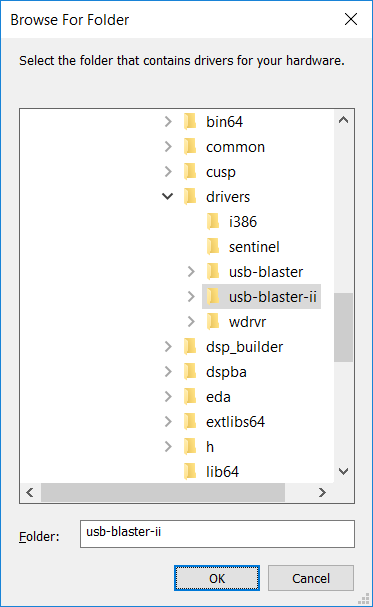 Browse For Folder
Select the folder that contains drivers for your hardware.
bin64
common
cusp
drivers
i386
sentinel
usb-blaster
usb-blaster-ii
wdrvr
dsp_builder
dspba
eda
extlibs64
h
lib64
Folder: usb-blaster-ii
OK Cancel